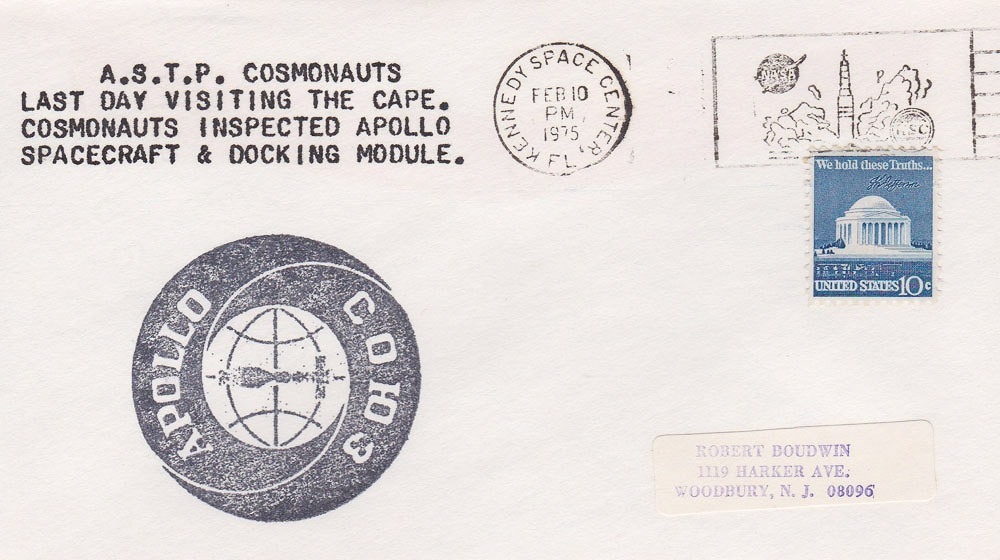 A.S.T.P. COSMONAUTS
LAST DAY VISITING THE CAPE.
COSMONAUTS INSPECTED APOLLO
SPACECRAFT & DOCKING MODULE.
KENNEDY SPACE CENTER, FL.
FEB 10
PM
1975
NASA
KSC
We hold these Truths...
UNITED STATES 10c
APOLLO
СОЮЗ
ROBERT BOUDWIN
1119 HARKER AVE.
WOODBURY, N. J. 08096